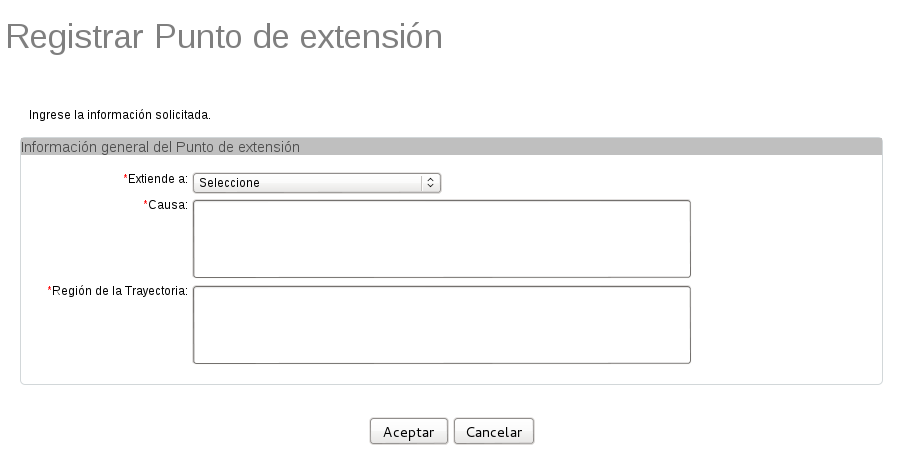 Registrar Punto de extensión
Ingrese la información solicitada.
Información general del Punto de extensión
*Extiende a: Seleccione
*Causa:
*Región de la Trayectoria:
Aceptar Cancelar